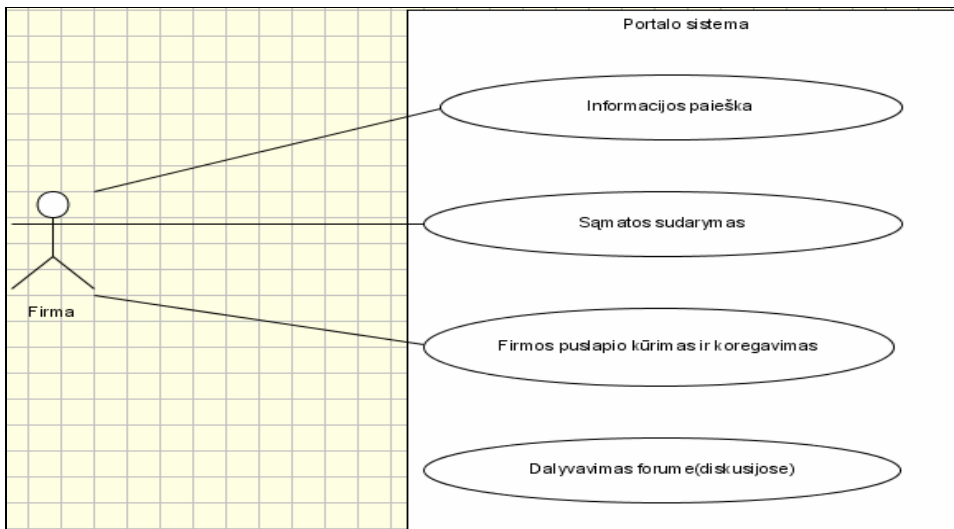 Portalo sistema
Informacijos paieška
Sąmatos sudarymas
Firma
Firmos puslapio kūrimas ir koregavimas
Dalyvavimas forume(diskusijose)